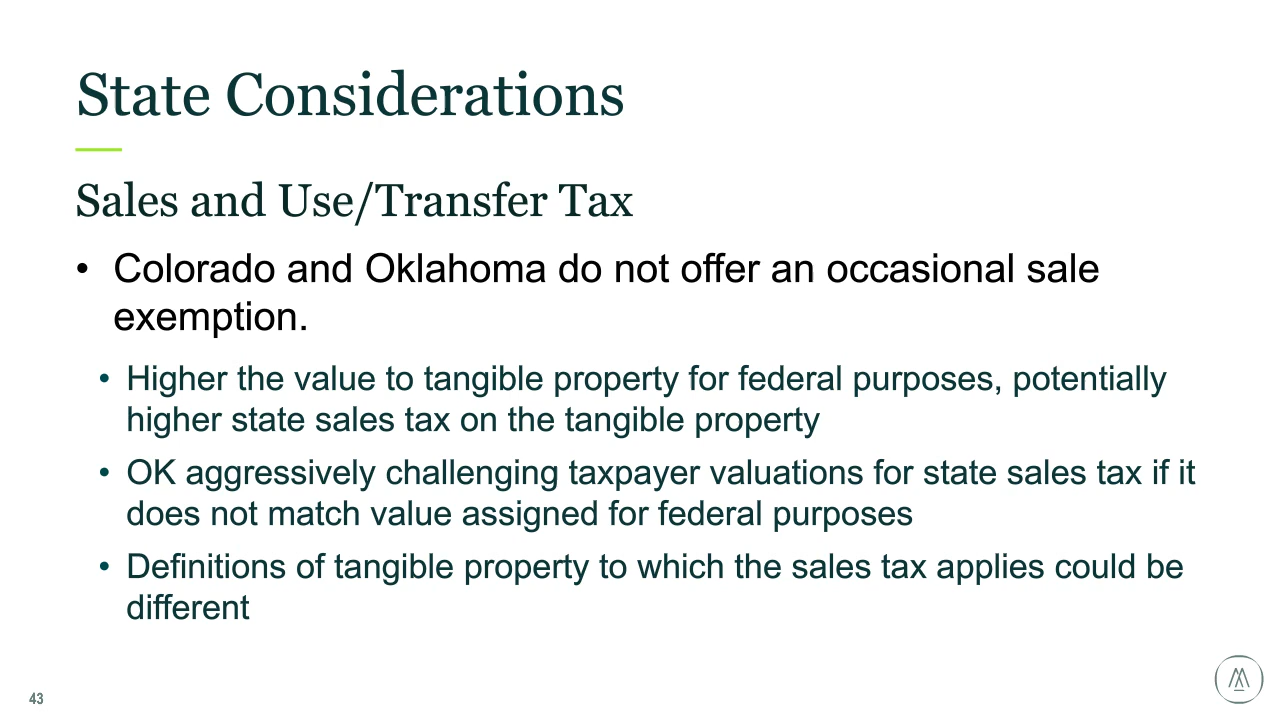 State Considerations
Sales and Use/Transfer Tax
• Colorado and Oklahoma do not offer an occasional sale
exemption.
• Higher the value to tangible property for federal purposes, potentially
higher state sales tax on the tangible property
• OK aggressively challenging taxpayer valuations for state sales tax if it
does not match value assigned for federal purposes
• Definitions of tangible property to which the sales tax applies could be
different
43